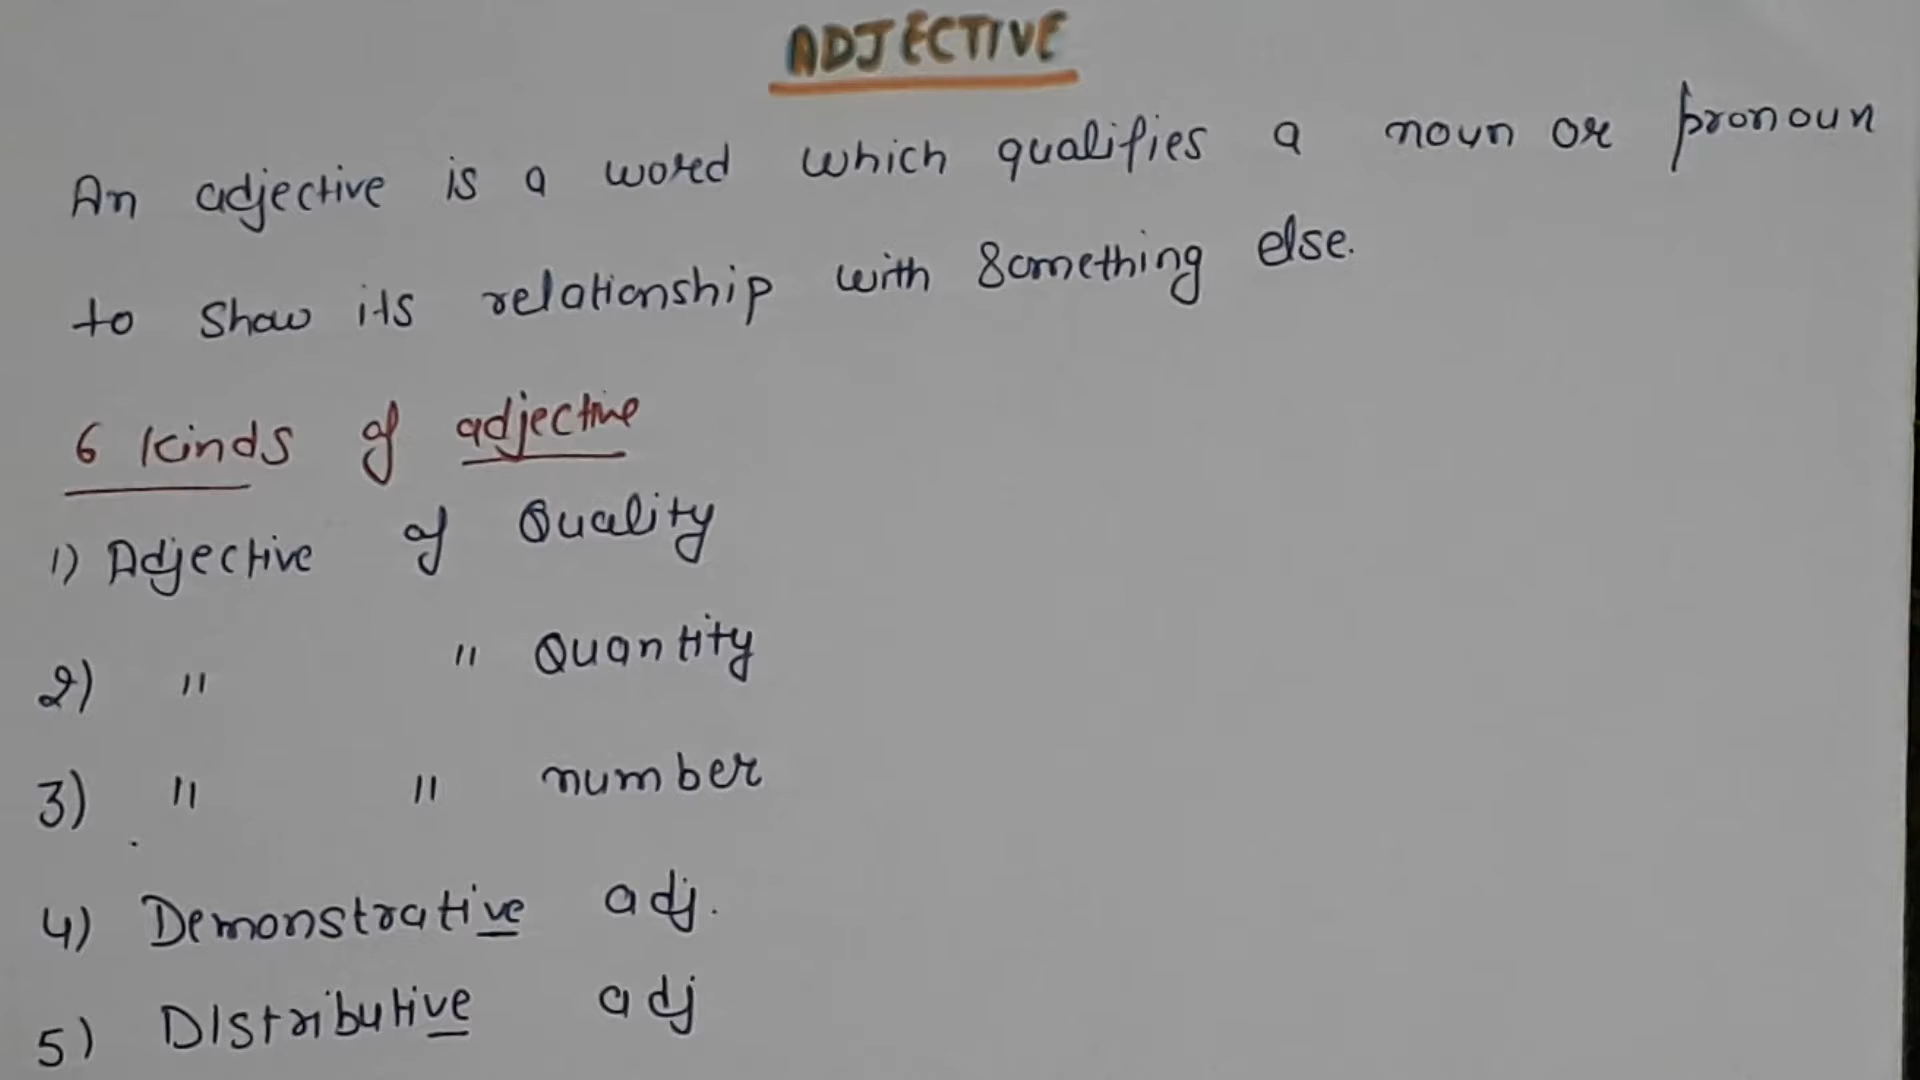 ADJECTIVE
An adjective is a word which qualifies a noun or pronoun
to show its relationship with something else.
6 kinds of adjective
1) Adjective of Quality
2) " " Quantity
3) " " number
4) Demonstrative adj.
5) Distributive adj